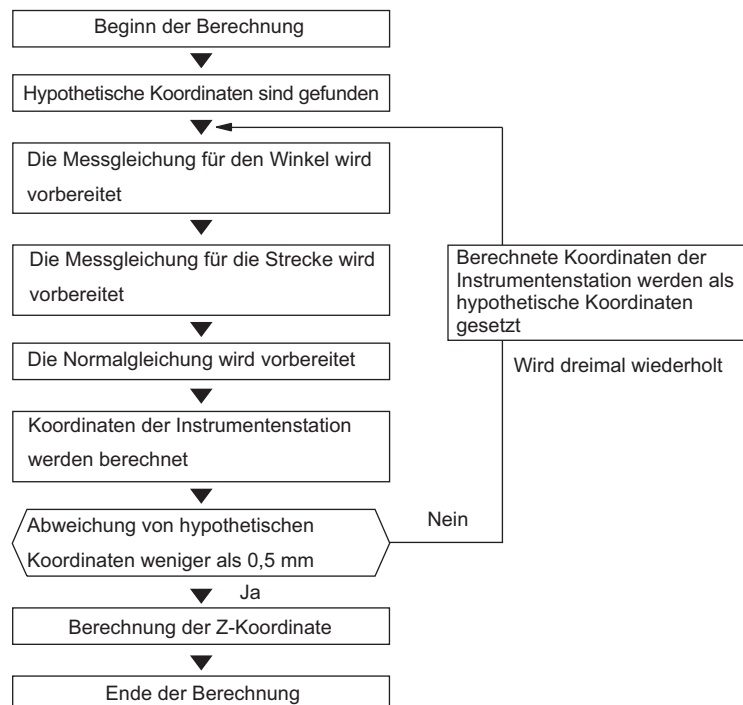 Beginn der Berechnung
Hypothetische Koordinaten sind gefunden
Die Messgleichung für den Winkel wird
vorbereitet
Die Messgleichung für die Strecke wird
vorbereitet
Die Normalgleichung wird vorbereitet
Koordinaten der Instrumentenstation
werden berechnet
Abweichung von hypothetischen
Koordinaten weniger als 0,5 mm
Nein
Berechnete Koordinaten der
Instrumentenstation werden als
hypothetische Koordinaten
gesetzt
Wird dreimal wiederholt
Ja
Berechnung der Z-Koordinate
Ende der Berechnung